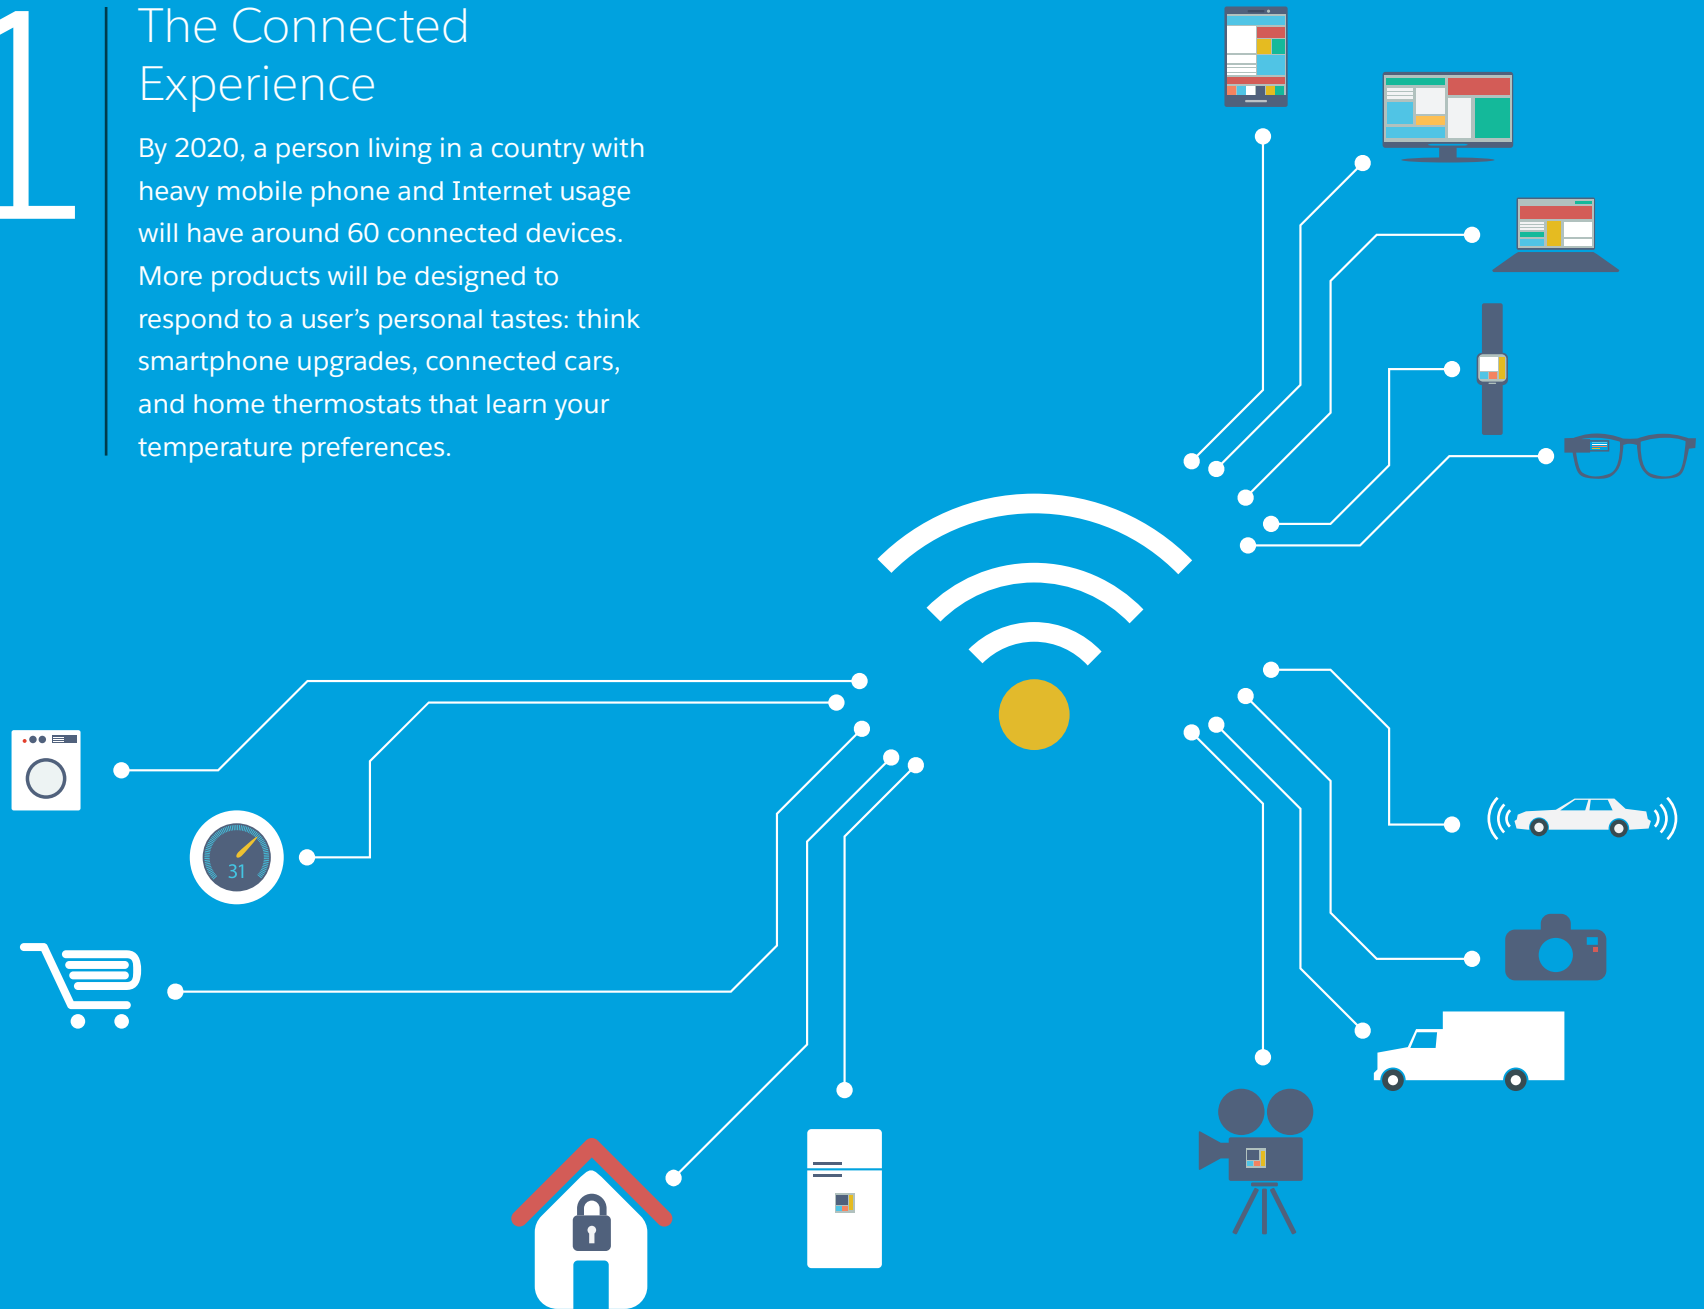 1
The Connected
Experience
By 2020, a person living in a country with
heavy mobile phone and Internet usage
will have around 60 connected devices.
More products will be designed to
respond to a user’s personal tastes: think
smartphone upgrades, connected cars,
and home thermostats that learn your
temperature preferences.
31